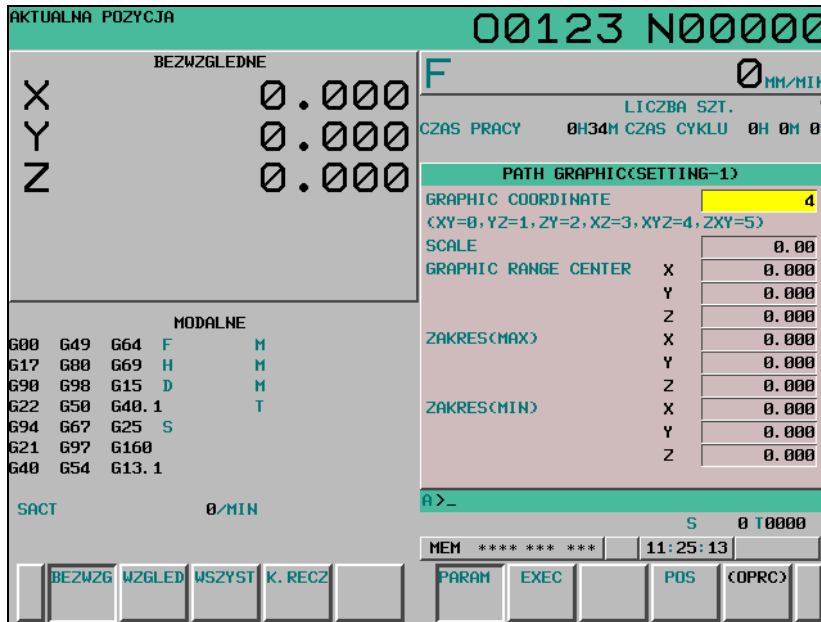 AKTUALNA POZYCJA
O0123 N00000
BEZWZGLEDNE
X 0.000
Y 0.000
Z 0.000
F 0 MM/MIN
LICZBA SZT.
CZAS PRACY 0H34M CZAS CYKLU 0H 0M 0
MODALNE
G00 G49 G64 F M
G17 G80 G69 H M
G90 G98 G15 D M
G22 G50 G40.1 T
G94 G67 G25 S
G21 G97 G160
G40 G54 G13.1
SACT 0/MIN
PATH GRAPHIC(SETTING-1)
GRAPHIC COORDINATE 4
(XY=0,YZ=1,ZY=2,XZ=3,XYZ=4,ZXY=5)
SCALE 0.00
GRAPHIC RANGE CENTER X 0.000
Y 0.000
Z 0.000
ZAKRES(MAX) X 0.000
Y 0.000
Z 0.000
ZAKRES(MIN) X 0.000
Y 0.000
Z 0.000
A>_
S 0 T0000
MEM **** *** *** 11:25:13
BEZWZG WZGLED WSZYST K.RECZ
PARAM EXEC POS (OPRC)